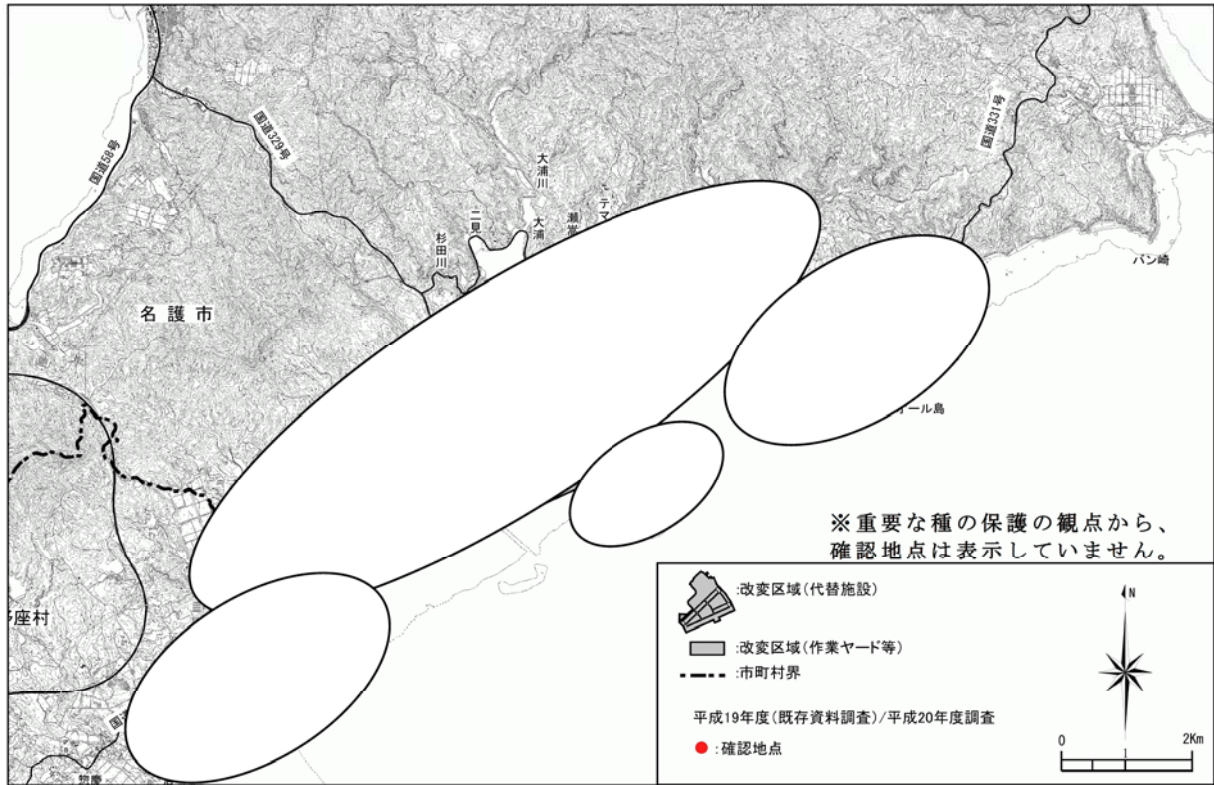 国道58号
国道329号
国道331号
大浦川
テマ
瀬嵩
大浦
二見
杉田川
バン崎
名護市
オール島
座村
国
惣慶
※重要な種の保護の観点から、
確認地点は表示していません。
:改変区域(代替施設)
:改変区域(作業ヤード等)
:市町村界
平成19年度(既存資料調査)/平成20年度調査
:確認地点
N
0 1 2Km